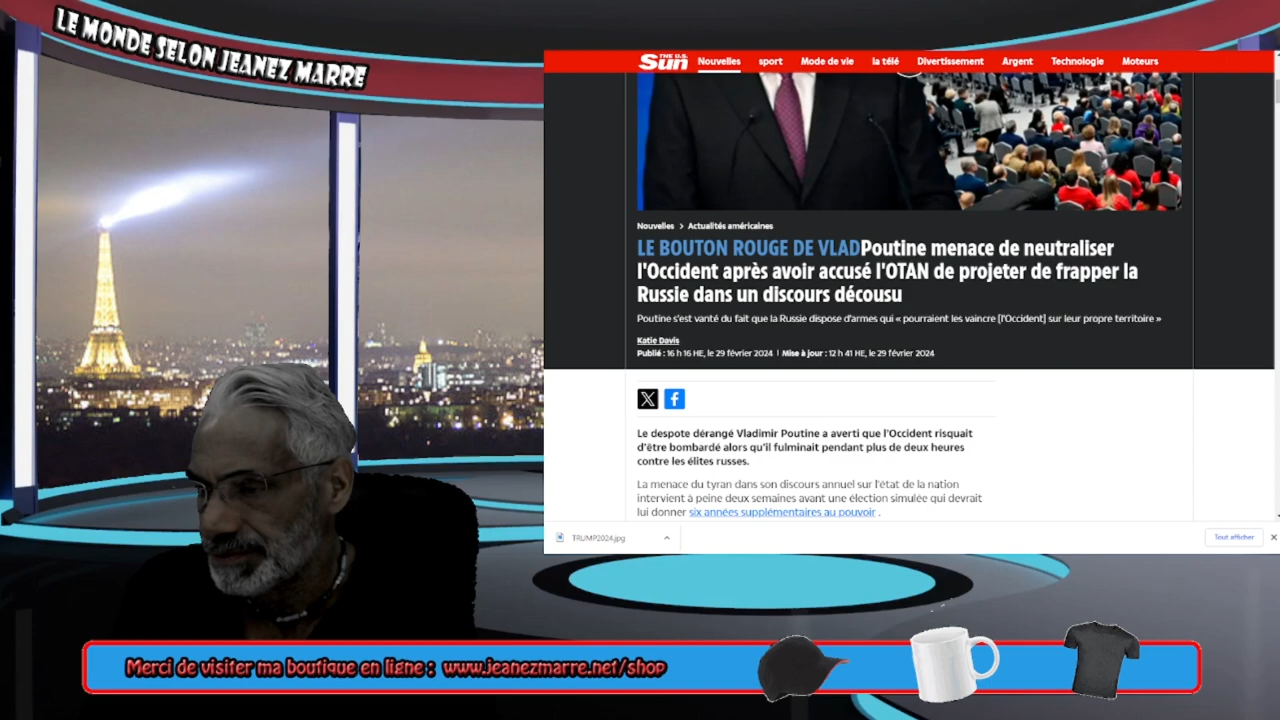 LE MONDE SELON JEANEZ MARRE
THE U.S. Sun
Nouvelles sport Mode de vie la télé Divertissement Argent Technologie Moteurs
Nouvelles > Actualités américaines
LE BOUTON ROUGE DE VLADPoutine menace de neutraliser
l'Occident après avoir accusé l'OTAN de projeter de frapper la
Russie dans un discours décousu
Poutine s'est vanté du fait que la Russie dispose d'armes qui « pourraient les vaincre [l'Occident] sur leur propre territoire »
Katie Davis
Publié : 16 h 16 HE, le 29 février 2024 | Mise à jour : 12 h 41 HE, le 29 février 2024
Le despote dérangé Vladimir Poutine a averti que l'Occident risquait
d'être bombardé alors qu'il fulminait pendant plus de deux heures
contre les élites russes.
La menace du tyran dans son discours annuel sur l'état de la nation
intervient à peine deux semaines avant une élection simulée qui devrait
lui donner six années supplémentaires au pouvoir .
TRUMP2024.jpg
Tout afficher
Merci de visiter ma boutique en ligne : www.jeanezmarre.net/shop